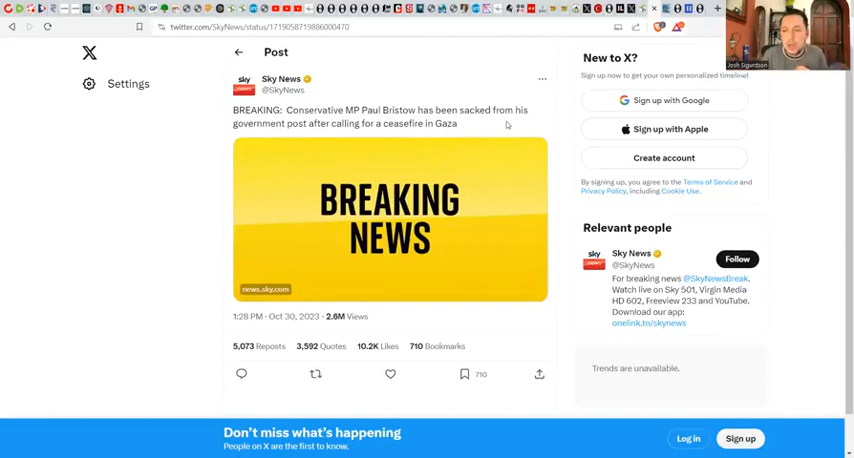 twitter.com/SkyNews/status/1719058719886000470
Josh Sigurdson
X
Settings
Post
sky news
Sky News
@SkyNews
BREAKING: Conservative MP Paul Bristow has been sacked from his
government post after calling for a ceasefire in Gaza
BREAKING
NEWS
news.sky.com
1:28 PM · Oct 30, 2023 · 2.6M Views
5,073 Reposts 3,592 Quotes 10.2K Likes 710 Bookmarks
710
New to X?
Sign up now to get your own personalized timeline!
Sign up with Google
Sign up with Apple
Create account
By signing up, you agree to the Terms of Service and
Privacy Policy, including Cookie Use.
Relevant people
sky news
Sky News
@SkyNews
Follow
For breaking news @SkyNewsBreak.
Watch live on Sky 501, Virgin Media
HD 602, Freeview 233 and YouTube.
Download our app:
onelink.to/skynews
Trends are unavailable.
Don't miss what's happening
People on X are the first to know.
Log in
Sign up